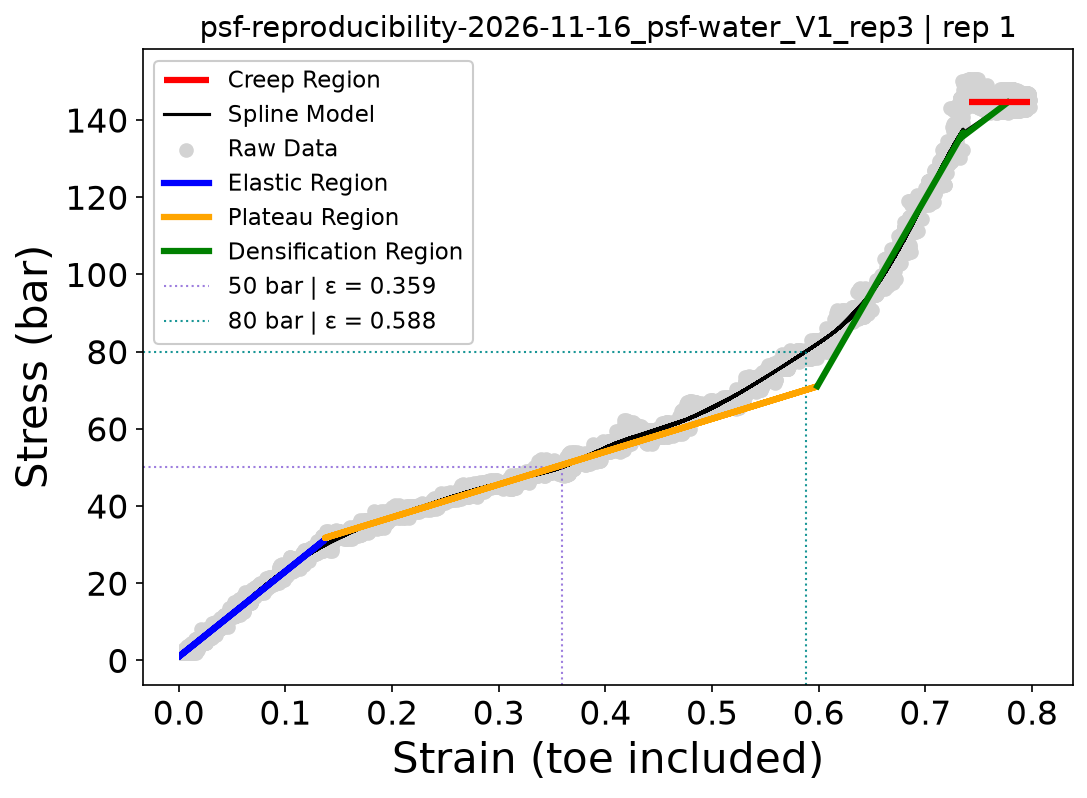 psf-reproducibility-2026-11-16_psf-water_V1_rep3 | rep 1
Creep Region
Spline Model
Raw Data
Elastic Region
Plateau Region
Densification Region
50 bar | ε = 0.359
80 bar | ε = 0.588
Stress (bar)
140
120
100
80
60
40
20
0
0.0 0.1 0.2 0.3 0.4 0.5 0.6 0.7 0.8
Strain (toe included)